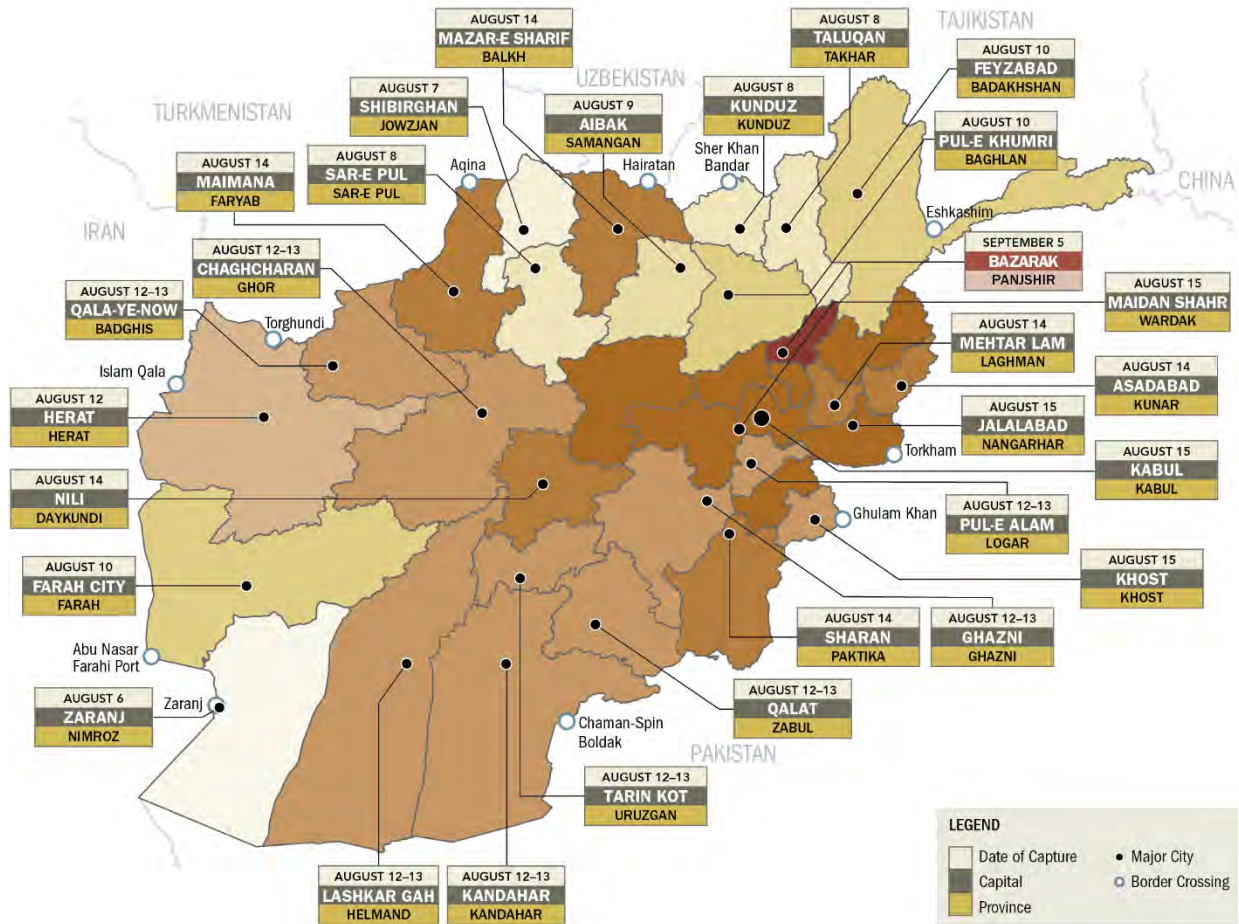 AUGUST 14
MAZAR-E SHARIF
BALKH
AUGUST 8
TALUQAN
TAKHAR
TAJIKISTAN
AUGUST 10
FEYZABAD
BADAKHSHAN
UZBEKISTAN
AUGUST 7
SHIBIRGHAN
JOWZJAN
AUGUST 8
KUNDUZ
KUNDUZ
TURKMENISTAN
AUGUST 9
AIBAK
SAMANGAN
AUGUST 10
PUL-E KHUMRI
BAGHLAN
AUGUST 14
MAIMANA
FARYAB
AUGUST 8
SAR-E PUL
SAR-E PUL
Aqina
Hairatan
Sher Khan
Bandar
CHINA
Eshkashim
IRAN
AUGUST 12–13
CHAGHCHARAN
GHOR
SEPTEMBER 5
BAZARAK
PANJSHIR
AUGUST 12–13
QALA-YE-NOW
BADGHIS
AUGUST 15
MAIDAN SHAHR
WARDAK
Torghundi
AUGUST 14
MEHTAR LAM
LAGHMAN
Islam Qala
AUGUST 14
ASADABAD
KUNAR
AUGUST 12
HERAT
HERAT
AUGUST 15
JALALABAD
NANGARHAR
Torkham
AUGUST 15
KABUL
KABUL
AUGUST 14
NILI
DAYKUNDI
Ghulam Khan
AUGUST 12–13
PUL-E ALAM
LOGAR
AUGUST 10
FARAH CITY
FARAH
AUGUST 15
KHOST
KHOST
AUGUST 14
SHARAN
PAKTIKA
AUGUST 12–13
GHAZNI
GHAZNI
Abu Nasar
Farahi Port
AUGUST 6
ZARANJ
NIMROZ
Zaranj
AUGUST 12–13
QALAT
ZABUL
Chaman-Spin
Boldak
PAKISTAN
AUGUST 12–13
TARIN KOT
URUZGAN
AUGUST 12–13
LASHKAR GAH
HELMAND
AUGUST 12–13
KANDAHAR
KANDAHAR
LEGEND
Date of Capture
Capital
Province
Major City
Border Crossing